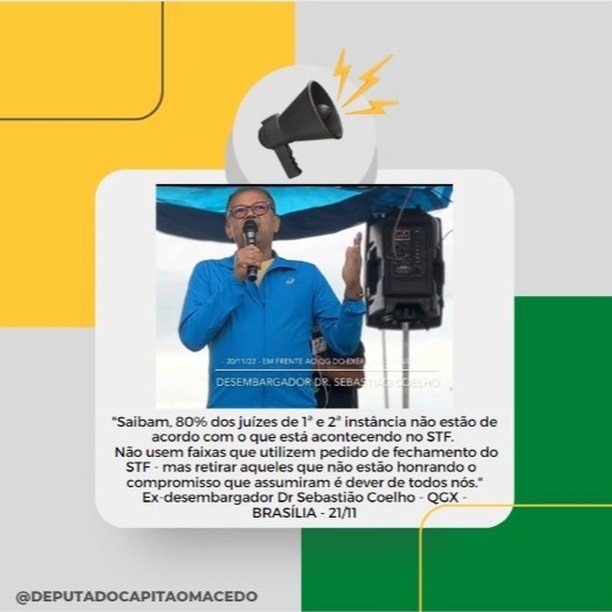 - 20/11/22 - EM FRENTE AO QG DO EXÉR
DESEMBARGADOR DR. SEBASTIÃO COELHO
"Saibam, 80% dos juízes de 1ª e 2ª instância não estão de
acordo com o que está acontecendo no STF.
Não usem faixas que utilizem pedido de fechamento do
STF - mas retirar aqueles que não estão honrando o
compromisso que assumiram é dever de todos nós."
Ex-desembargador Dr Sebastião Coelho - QGX -
BRASÍLIA - 21/11
@DEPUTADOCAPITAOMACEDO